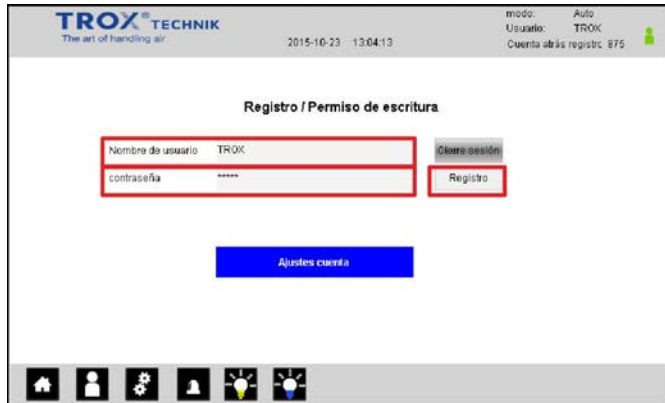 TROX® TECHNIK
The art of handling air
2015-10-23 13:04:13
modo: Auto
Usuario: TROX
Cuenta atrás registrc 875
Registro / Permiso de escritura
Nombre de usuario TROX
Cierre sesión
contraseña *****
Registro
Ajustes cuenta